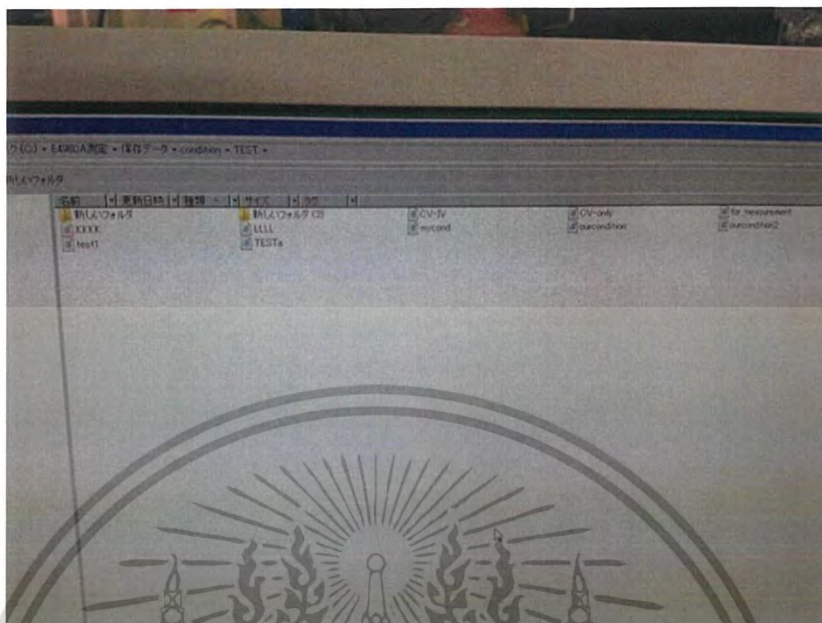 ク(O) • E4980A測定 • 保存データ • condition • TEST •
新しいフォルダ
名前 更新日時 種類 サイズ タグ
新しいフォルダ 新しいフォルダ (2) CV-IV CV-only for_measurement
KKKK LLLL mycond ourcondition ourcondition2
test1 TESTa